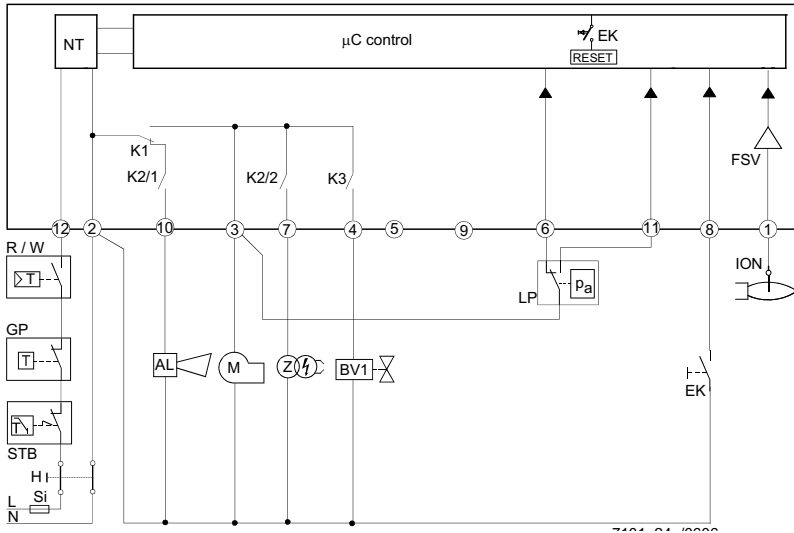 NT
µC control
EK
RESET
K1
K2/1
K2/2
K3
FSV
12
2
10
3
7
4
5
9
6
11
8
1
R / W
T
GP
T
STB
T
H
L
Si
N
AL
M
Z
BV1
LP
pa
ION
EK